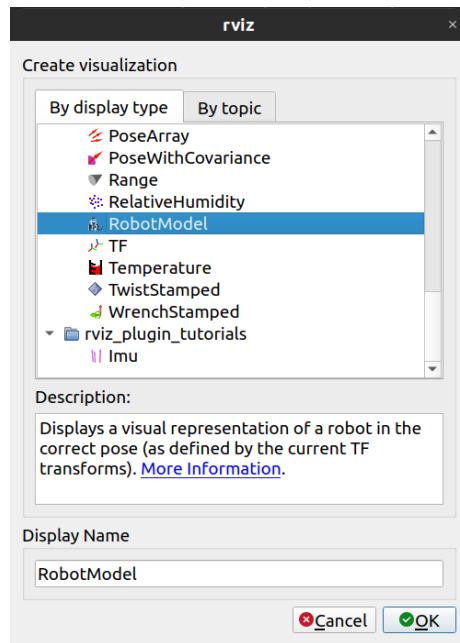 rviz
Create visualization
By display type By topic
PoseArray
PoseWithCovariance
Range
RelativeHumidity
RobotModel
TF
Temperature
TwistStamped
WrenchStamped
rviz_plugin_tutorials
Imu
Description:
Displays a visual representation of a robot in the
correct pose (as defined by the current TF
transforms). More Information.
Display Name
RobotModel
Cancel OK